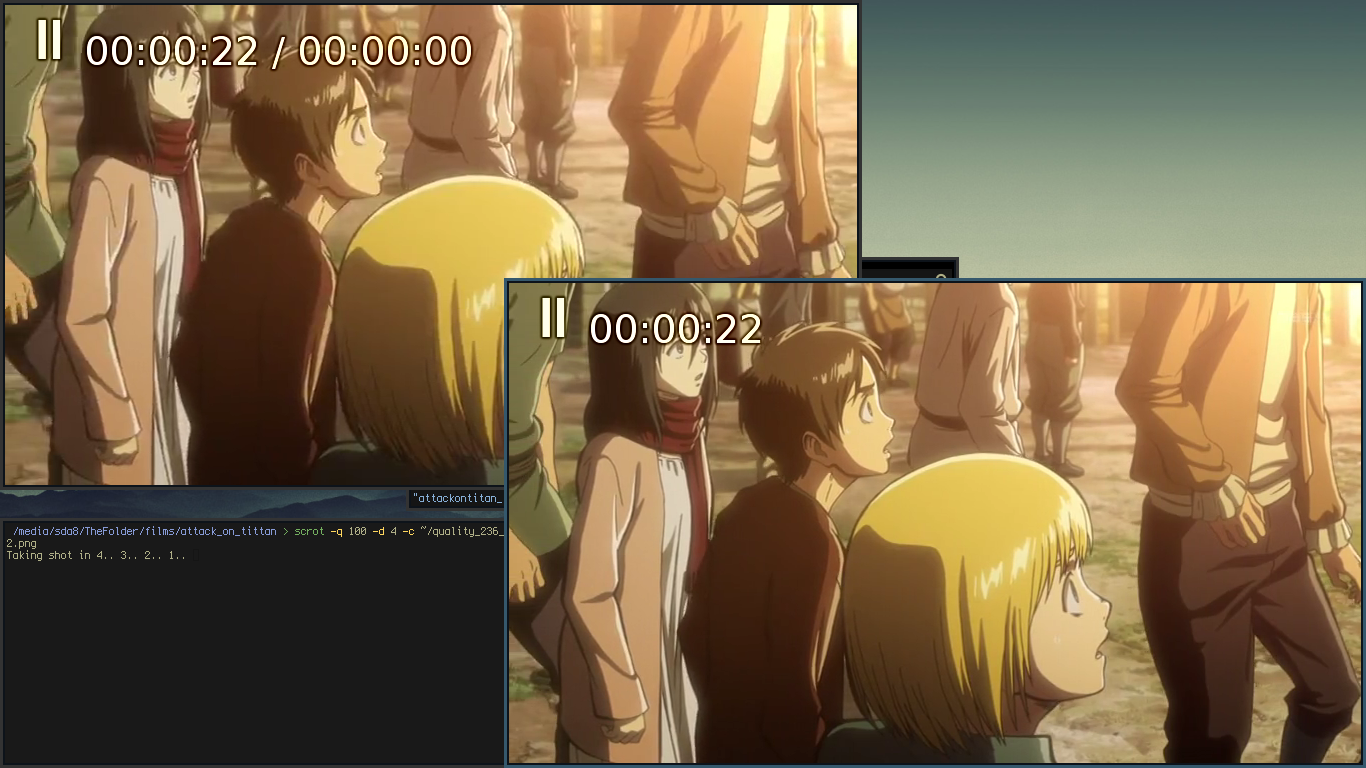 00:00:22 / 00:00:00
00:00:22
"attackontitan_
/media/sda8/TheFolder/films/attack_on_tittan > scrot -q 100 -d 4 -c ~/quality_236_
2.png
Taking shot in 4.. 3.. 2.. 1..